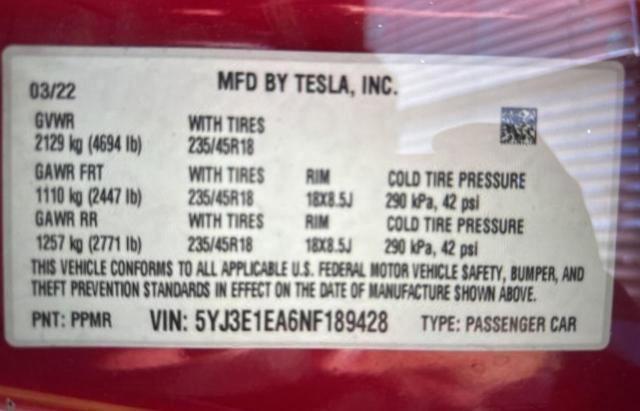 03/22 MFD BY TESLA, INC.
GVWR WITH TIRES
2129 kg (4694 lb) 235/45R18
GAWR FRT WITH TIRES RIM COLD TIRE PRESSURE
1110 kg (2447 lb) 235/45R18 18X8.5J 290 kPa, 42 psi
GAWR RR WITH TIRES RIM COLD TIRE PRESSURE
1257 kg (2771 lb) 235/45R18 18X8.5J 290 kPa, 42 psi
THIS VEHICLE CONFORMS TO ALL APPLICABLE U.S. FEDERAL MOTOR VEHICLE SAFETY, BUMPER, AND
THEFT PREVENTION STANDARDS IN EFFECT ON THE DATE OF MANUFACTURE SHOWN ABOVE.
PNT: PPMR VIN: 5YJ3E1EA6NF189428 TYPE: PASSENGER CAR